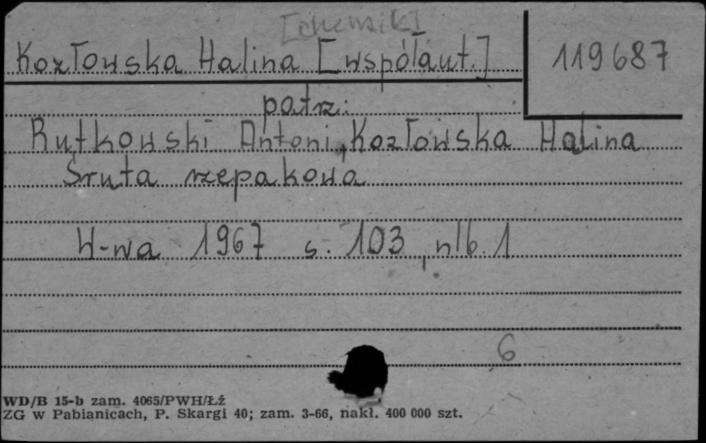 [chemik]
Kozłowska Halina [współaut.]
119687
patrz:
Rutkowski Antoni, Kozłowska Halina
Śruta rzepakowa
W-wa 1967 s. 103, nlb. 1
6
WD/B 15-b zam. 4065/PWH/Łź
ZG w Pabianicach, P. Skargi 40; zam. 3-66, nakł. 400 000 szt.